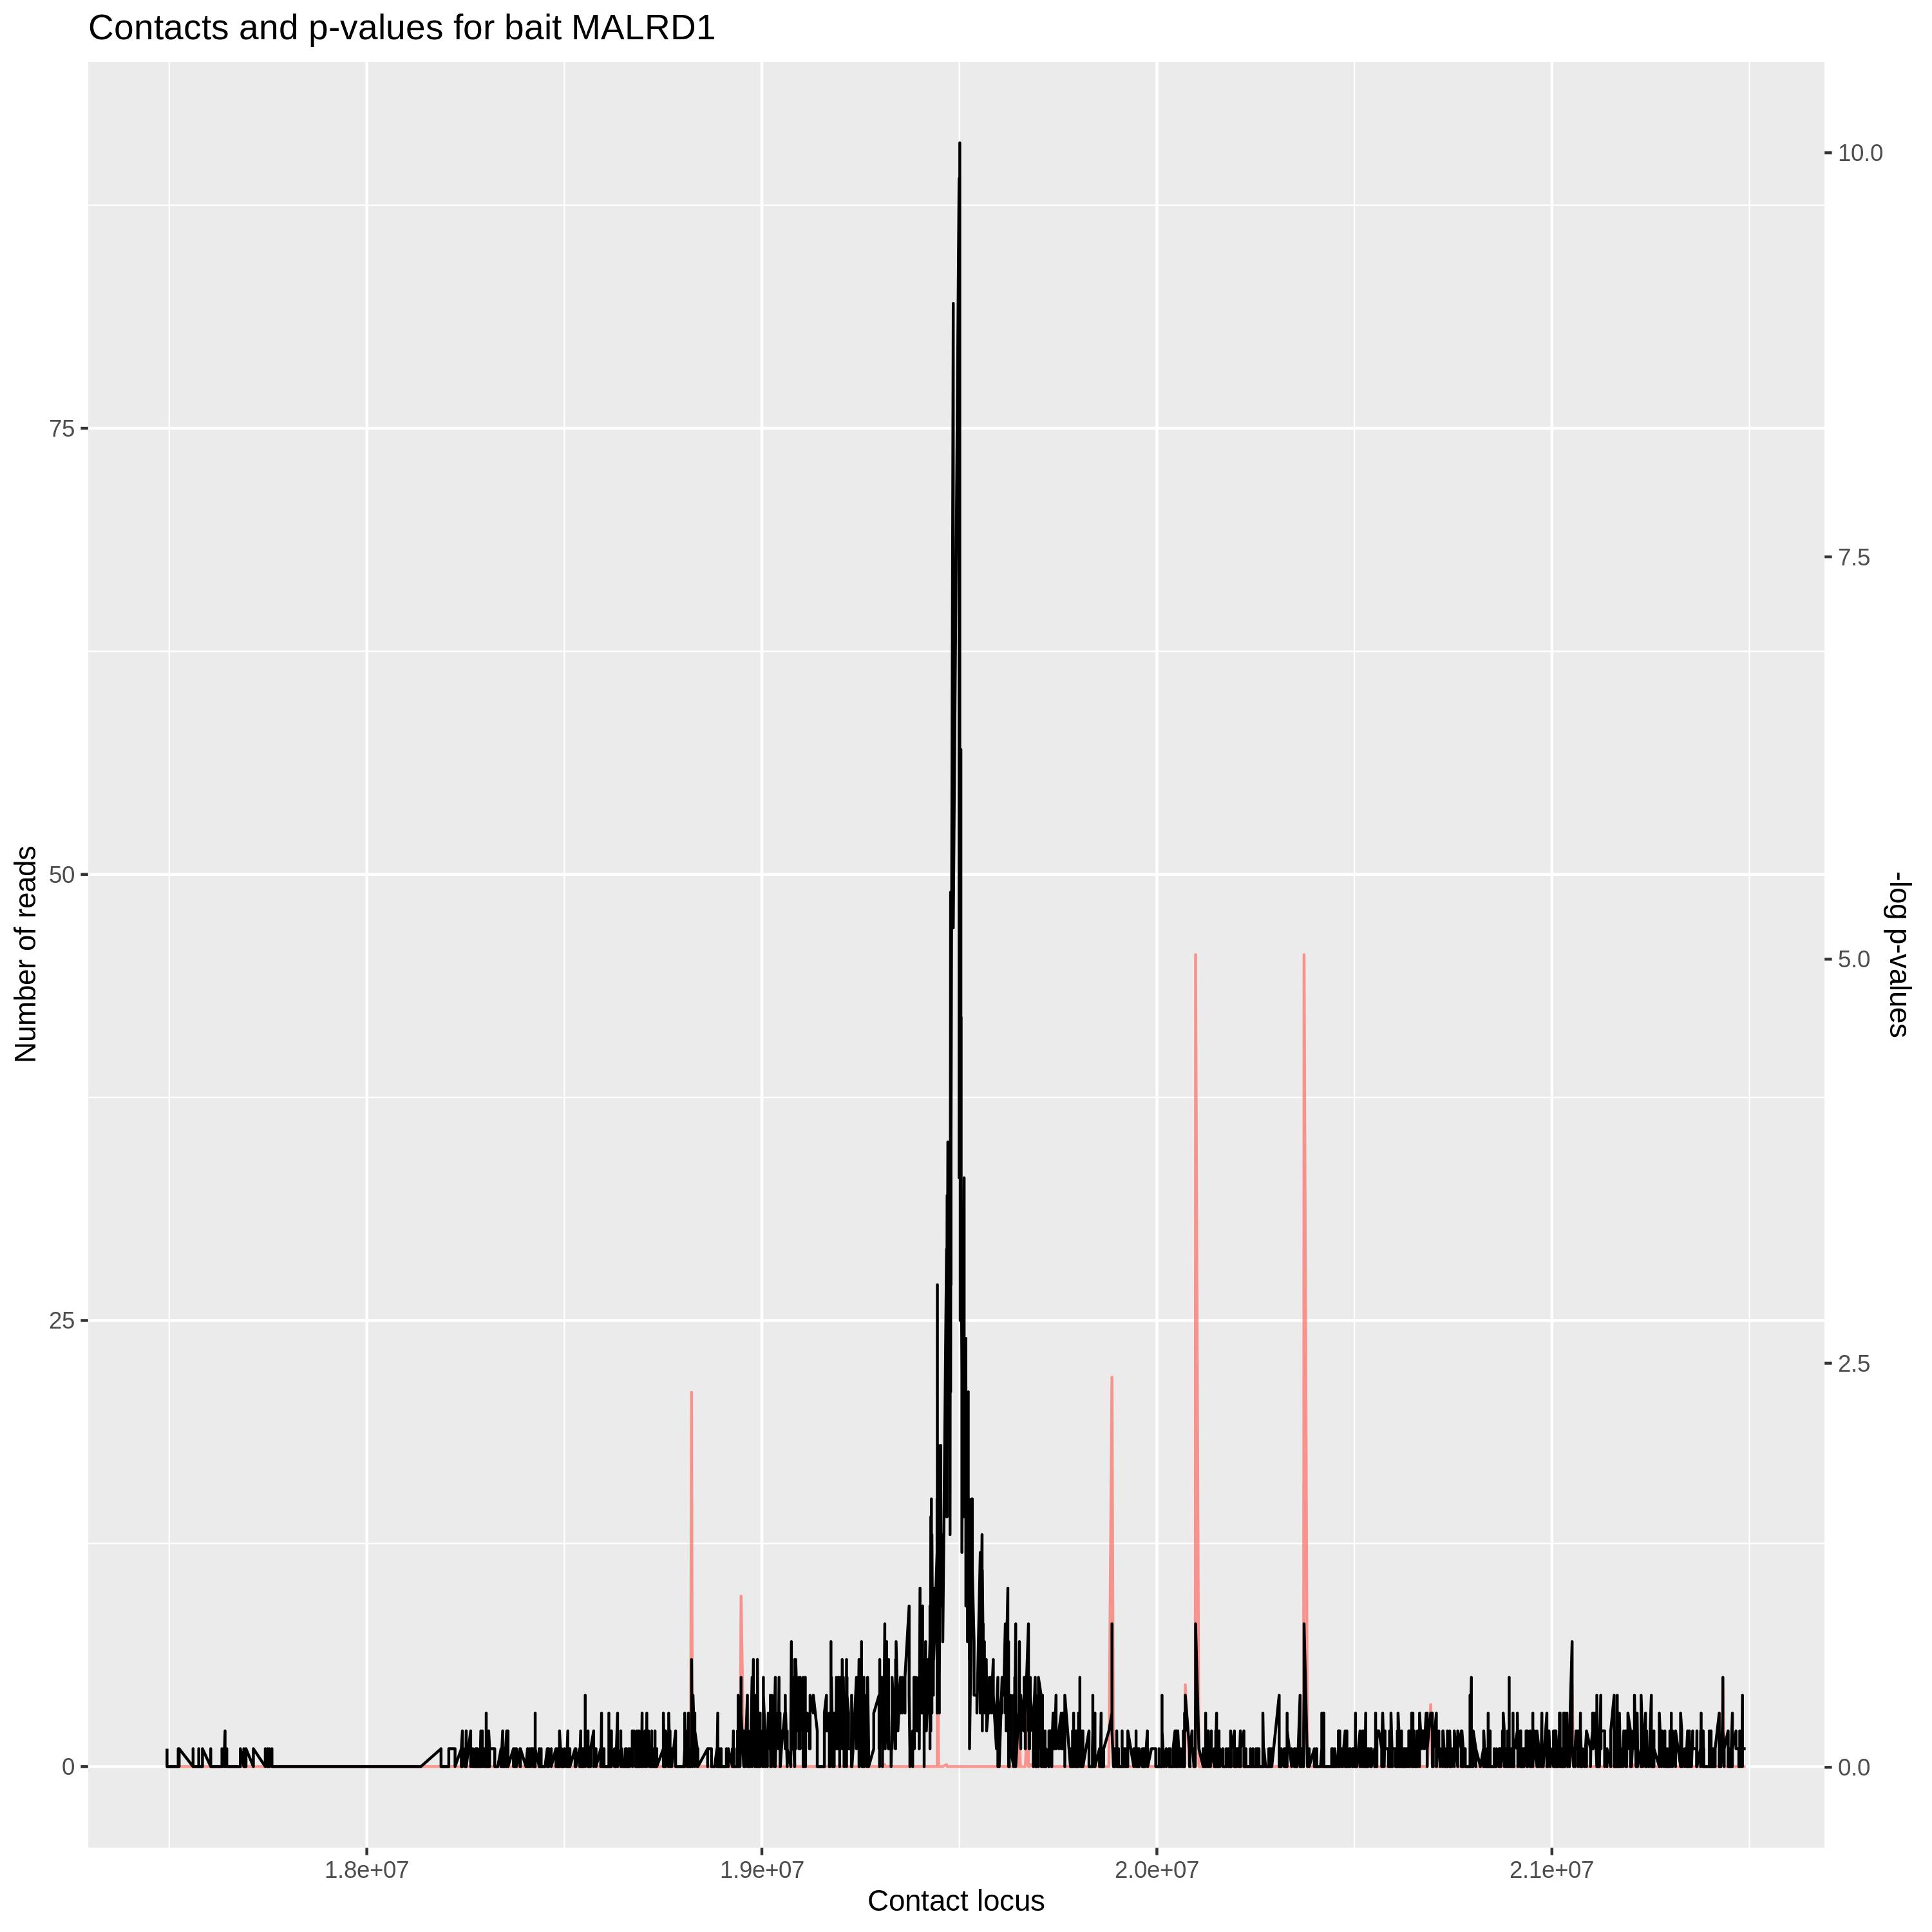 Contacts and p-values for bait MALRD1
10.0
75
7.5
50
5.0
Number of reads
-log p-values
25
2.5
0
0.0
1.8e+07
1.9e+07
2.0e+07
2.1e+07
Contact locus